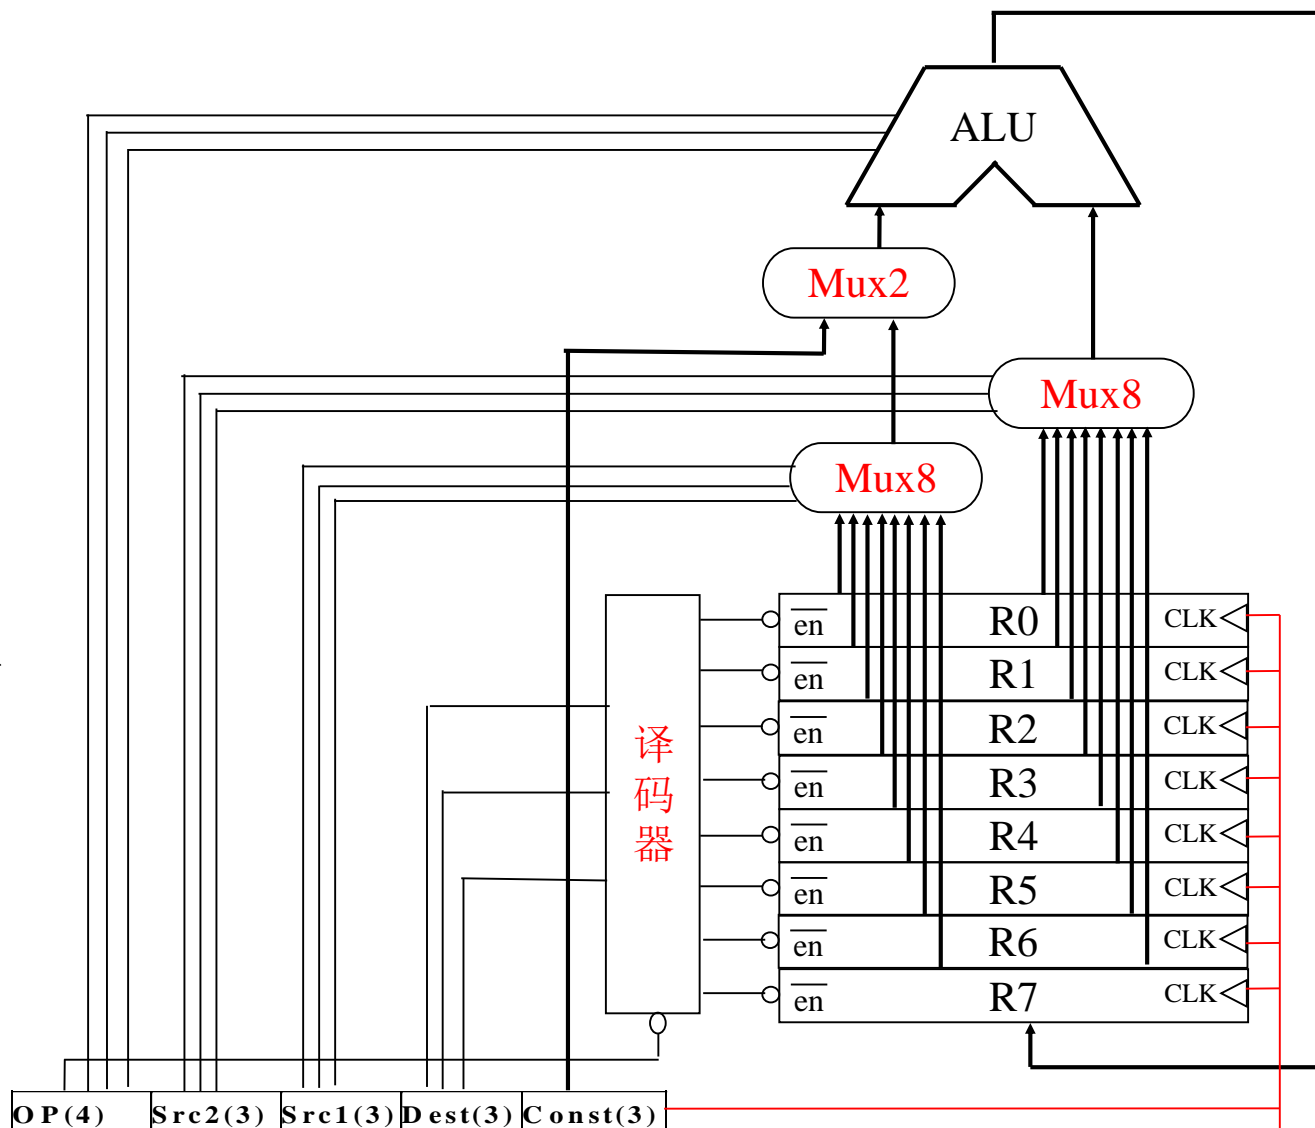 ALU
Mux2
Mux8
Mux8
en R0 CLK
en R1 CLK
en R2 CLK
en R3 CLK
en R4 CLK
en R5 CLK
en R6 CLK
en R7 CLK
译
码
器
OP(4) Src2(3) Src1(3) Dest(3) Const(3)